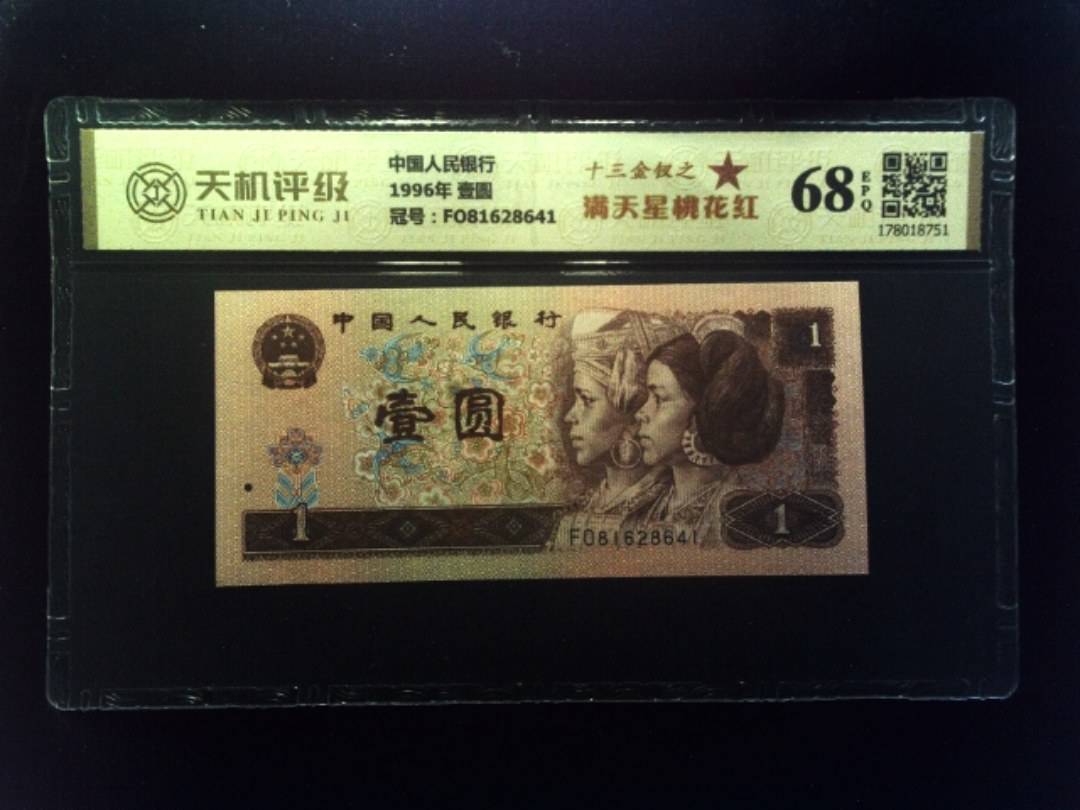 天机评级
TIAN JI PING JI
中国人民银行
1996年 壹圆
冠号：FO81628641
十三金钗之
满天星桃花红
68
EPQ
178018751
中国人民银行
1
壹圆
1
FO81628641
1